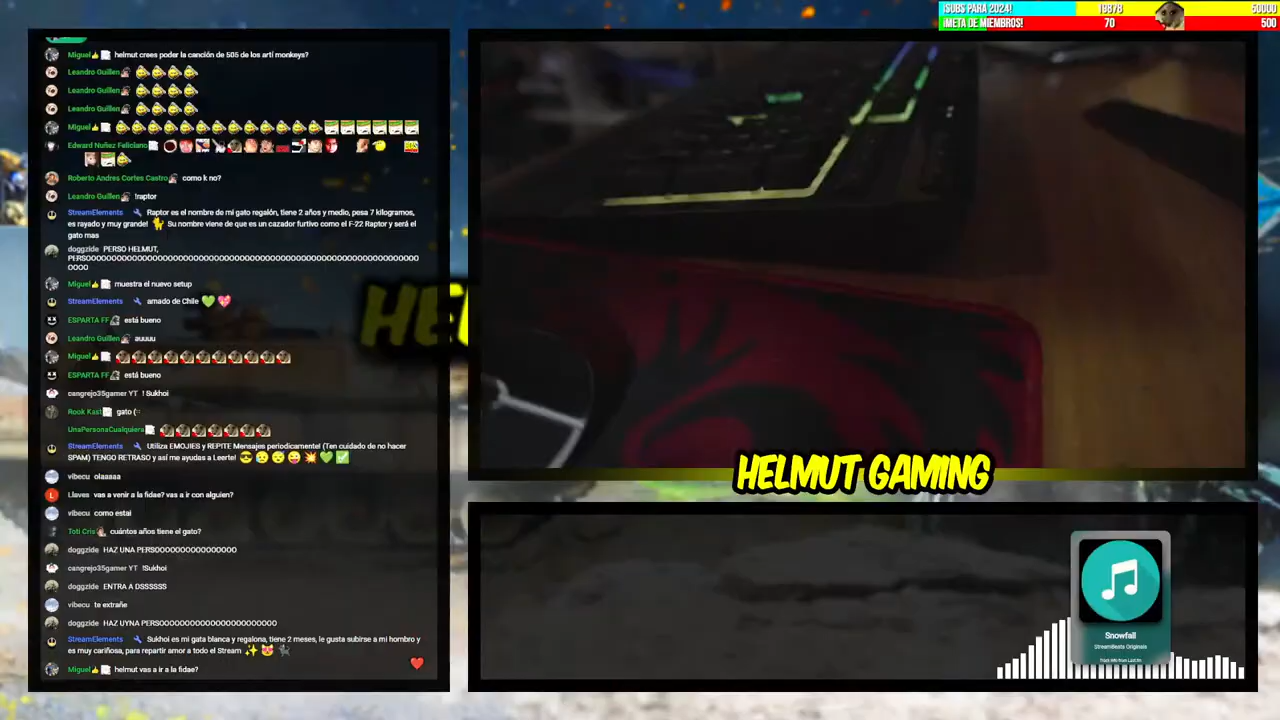 ¡SUBS PARA 2024! 19878 50000
¡META DE MIEMBROS! 70 500
Miguel helmut crees poder la canción de 505 de los arti monkeys?
Leandro Guillen
Leandro Guillen
Leandro Guillen
Miguel
Edward Nuñez Feliciano
Roberto Andres Cortes Castro como k no?
Leandro Guillen !raptor
StreamElements Raptor es el nombre de mi gato regalón, tiene 2 años y medio, pesa 7 kilogramos,
es rayado y muy grande! 🐈 Su nombre viene de que es un cazador furtivo como el F-22 Raptor y será el
gato mas
doggzide PERSO HELMUT,
Miguel muestra el nuevo setup
StreamElements amado de Chile 💚 💖
ESPARTA FF está bueno
Leandro Guillen auuuu
Miguel
ESPARTA FF está bueno
cangrejo35gamer YT ! Sukhoi
Rook Kast gato (:
UnaPersonaCualquiera
StreamElements Utiliza EMOJIES y REPITE Mensajes periodicamente! (Ten cuidado de no hacer
SPAM) TENGO RETRASO y así me ayudas a Leerte! 😎 😥 😴 😜 💥 💚 ✅
vibecu olaaaaa
L Llaves vas a venir a la fidae? vas a ir con alguien?
vibecu como estai
Toti Cris cuántos años tiene el gato?
doggzide HAZ UNA PERSOOOOOOOOOOOOOOOO
cangrejo35gamer YT !Sukhoi
doggzide ENTRA A DSSSSSS
vibecu te extrañe
doggzide HAZ UYNA PERSOOOOOOOOOOOOOOOOOOOOOOO
StreamElements Sukhoi es mi gata blanca y regalona, tiene 2 meses, le gusta subirse a mi hombro y
es muy cariñosa, para repartir amor a todo el Stream ✨ 😻 🐈‍⬛
Miguel helmut vas a ir a la fidae?
HEL
HELMUT GAMING
Snowfall
StreamBeats Originals